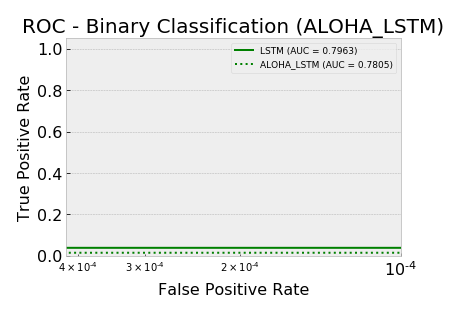 ROC - Binary Classification (ALOHA_LSTM)
LSTM (AUC = 0.7963)
ALOHA_LSTM (AUC = 0.7805)
1.0
0.8
0.6
0.4
0.2
0.0
True Positive Rate
4 × 10⁻⁴ 3 × 10⁻⁴ 2 × 10⁻⁴ 10⁻⁴
False Positive Rate